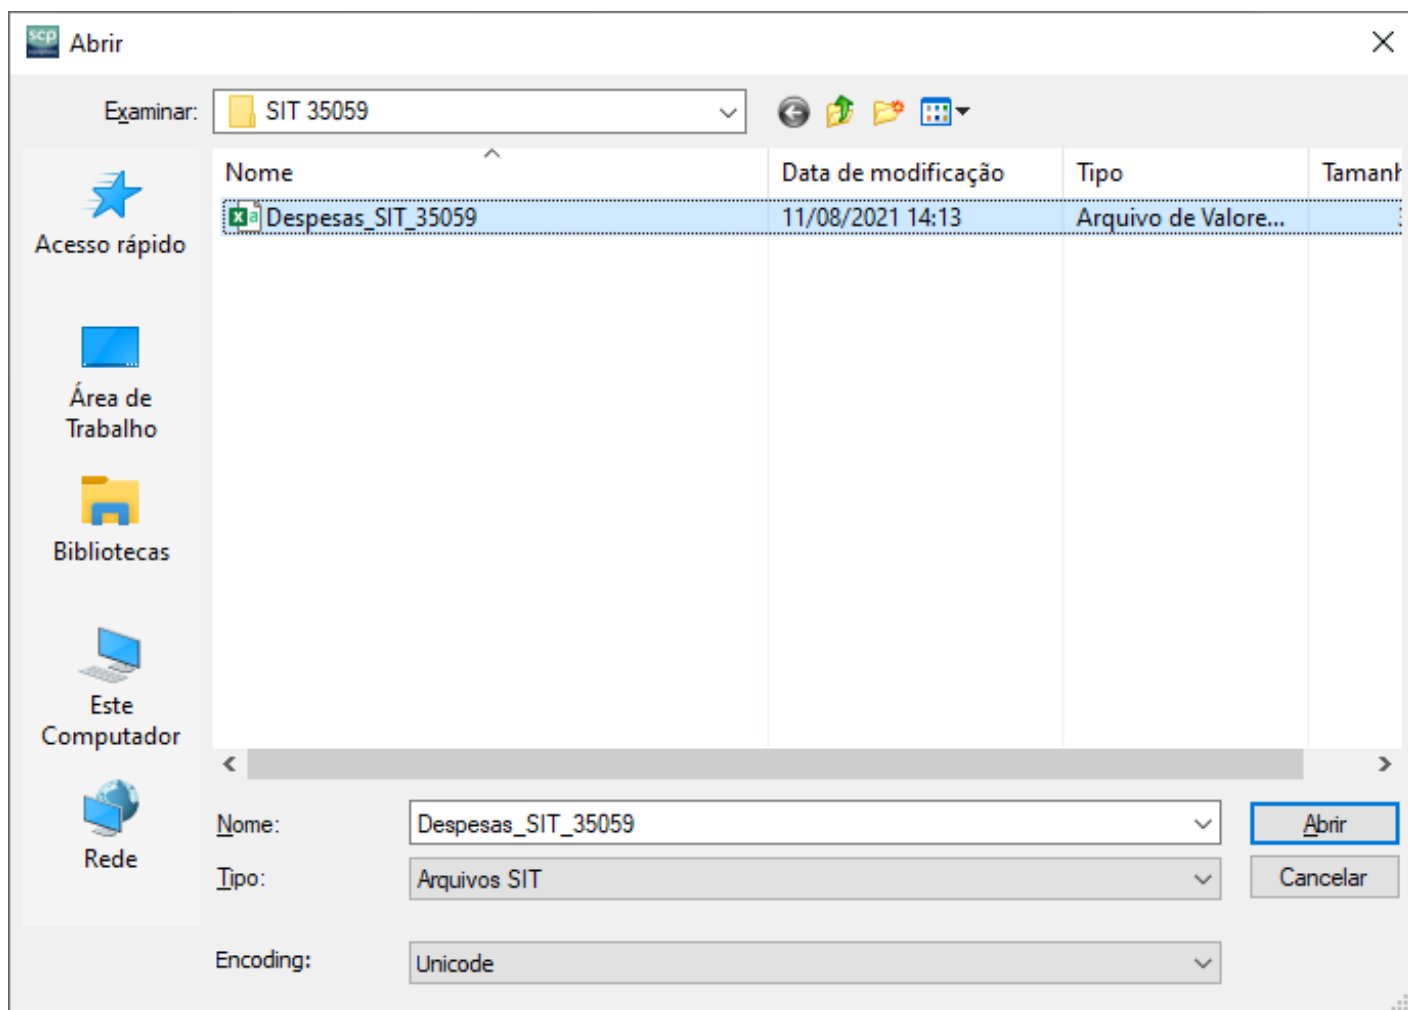 scp
Abrir
Examinar:
SIT 35059
Nome
Data de modificação
Tipo
Despesas_SIT_35059
11/08/2021 14:13
Arquivo de Valore...
Acesso rápido
Área de
Trabalho
Bibliotecas
Este
Computador
Rede
Nome:
Despesas_SIT_35059
Abrir
Tipo:
Arquivos SIT
Cancelar
Encoding:
Unicode